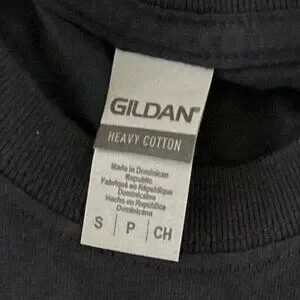 GILDAN®
HEAVY COTTON
Made in Dominican
Republic
Fabriqué en République
Dominicaine
Hecho en República
Dominicana
S | P | CH